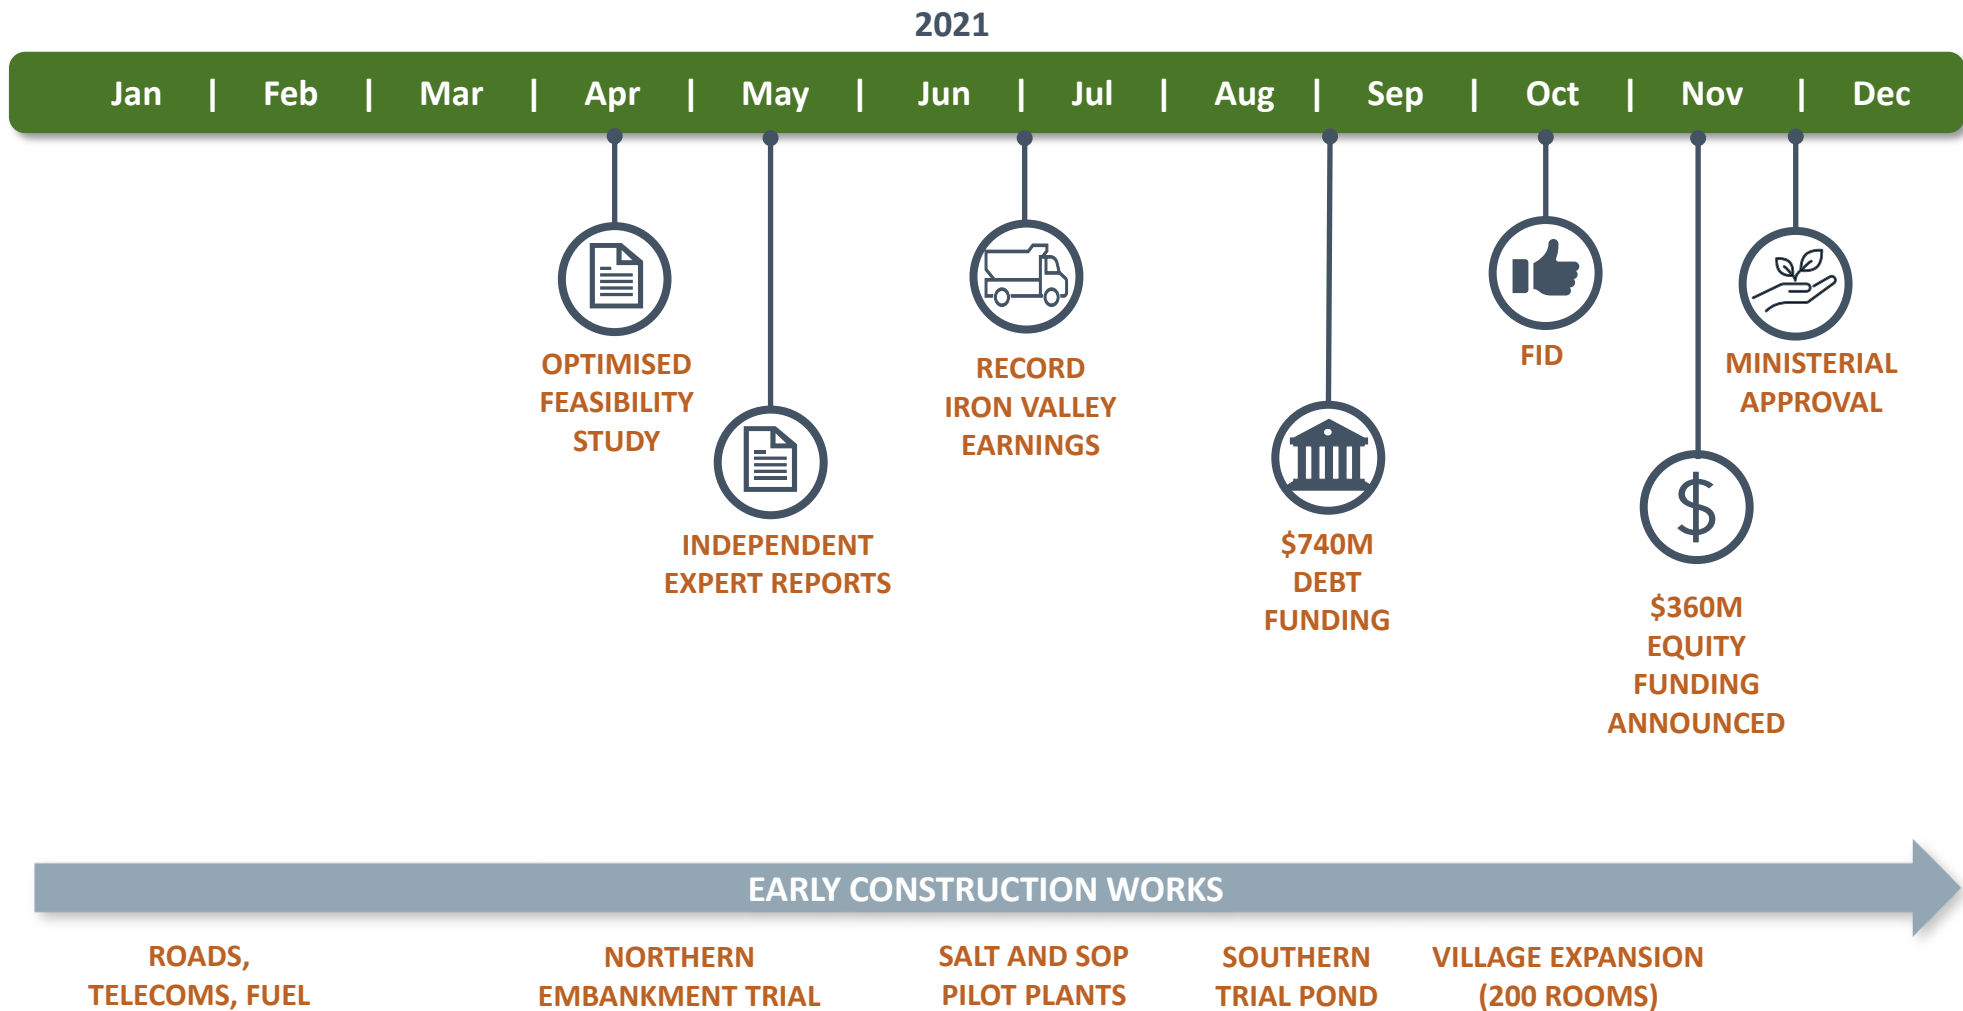 2021
Jan | Feb | Mar | Apr | May | Jun | Jul | Aug | Sep | Oct | Nov | Dec
OPTIMISED
FEASIBILITY
STUDY
INDEPENDENT
EXPERT REPORTS
RECORD
IRON VALLEY
EARNINGS
$740M
DEBT
FUNDING
FID
$
$360M
EQUITY
FUNDING
ANNOUNCED
MINISTERIAL
APPROVAL
EARLY CONSTRUCTION WORKS
ROADS,
TELECOMS, FUEL
NORTHERN
EMBANKMENT TRIAL
SALT AND SOP
PILOT PLANTS
SOUTHERN
TRIAL POND
VILLAGE EXPANSION
(200 ROOMS)